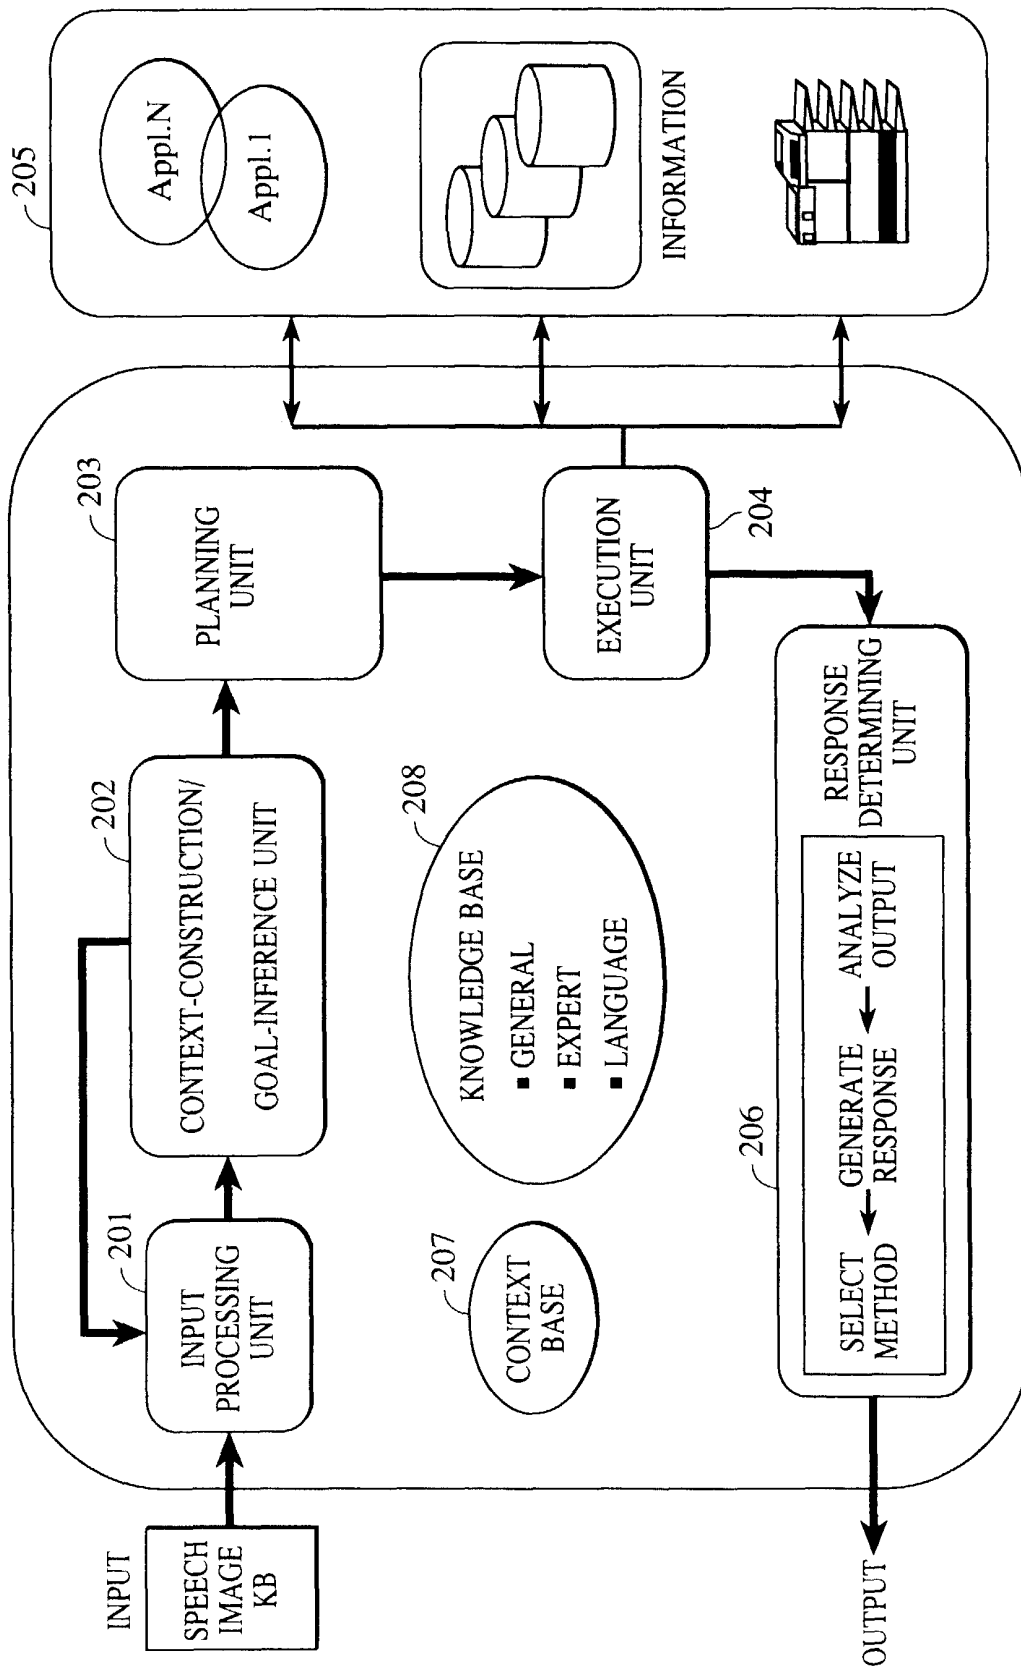 INPUT
SPEECH
IMAGE
KB
201
INPUT
PROCESSING
UNIT
202
CONTEXT-CONSTRUCTION/
GOAL-INFERENCE UNIT
203
PLANNING
UNIT
205
Appl.N
Appl.1
INFORMATION
207
CONTEXT
BASE
208
KNOWLEDGE BASE
▪ GENERAL
▪ EXPERT
▪ LANGUAGE
EXECUTION
UNIT
204
206
SELECT
METHOD
GENERATE
RESPONSE
ANALYZE
OUTPUT
RESPONSE
DETERMINING
UNIT
OUTPUT